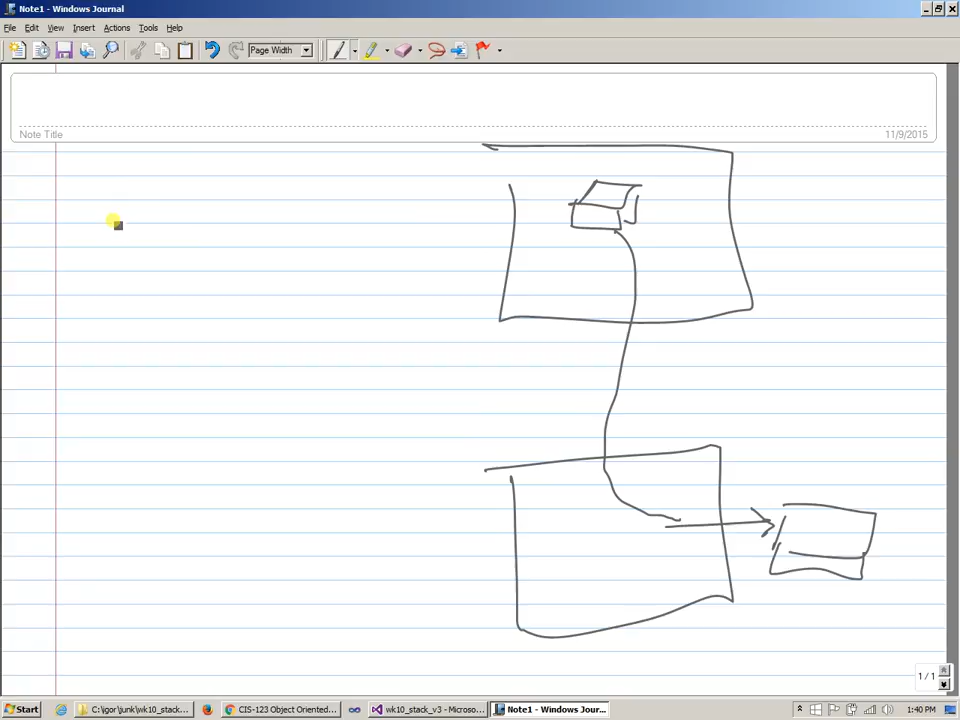 Note1 - Windows Journal
File Edit View Insert Actions Tools Help
Page Width
Note Title
11/9/2015
1 / 1
Start
C:\igor\junk\wk10_stack...
CIS-123 Object Oriented...
wk10_stack_v3 - Microso...
Note1 - Windows Jour...
1:40 PM